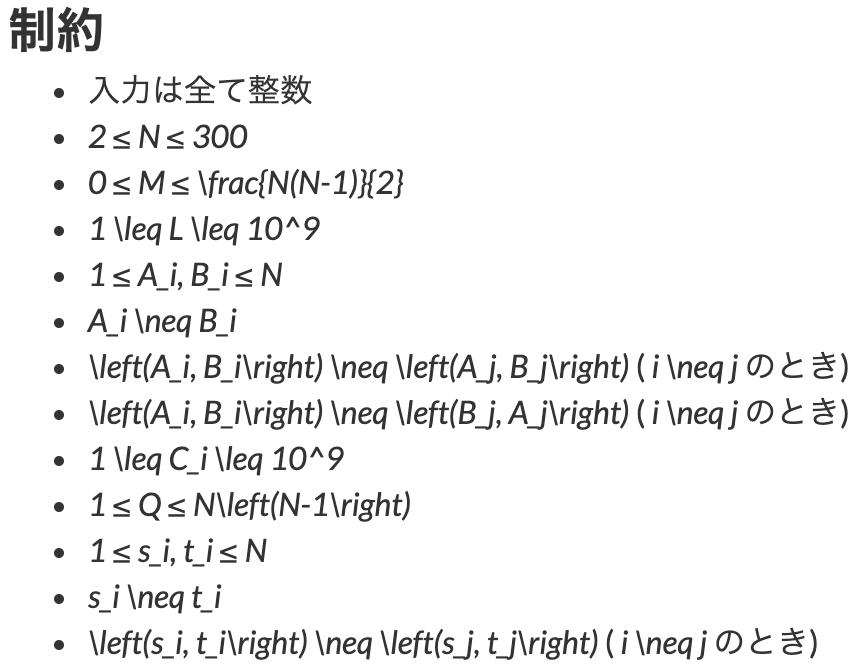 制約
• 入力は全て整数
• 2 ≤ N ≤ 300
• 0 ≤ M ≤ \frac{N(N-1)}{2}
• 1 \leq L \leq 10^9
• 1 ≤ A_i, B_i ≤ N
• A_i \neq B_i
• \left(A_i, B_i\right) \neq \left(A_j, B_j\right) ( i \neq j のとき)
• \left(A_i, B_i\right) \neq \left(B_j, A_j\right) ( i \neq j のとき)
• 1 \leq C_i \leq 10^9
• 1 ≤ Q ≤ N\left(N-1\right)
• 1 ≤ s_i, t_i ≤ N
• s_i \neq t_i
• \left(s_i, t_i\right) \neq \left(s_j, t_j\right) ( i \neq j のとき)